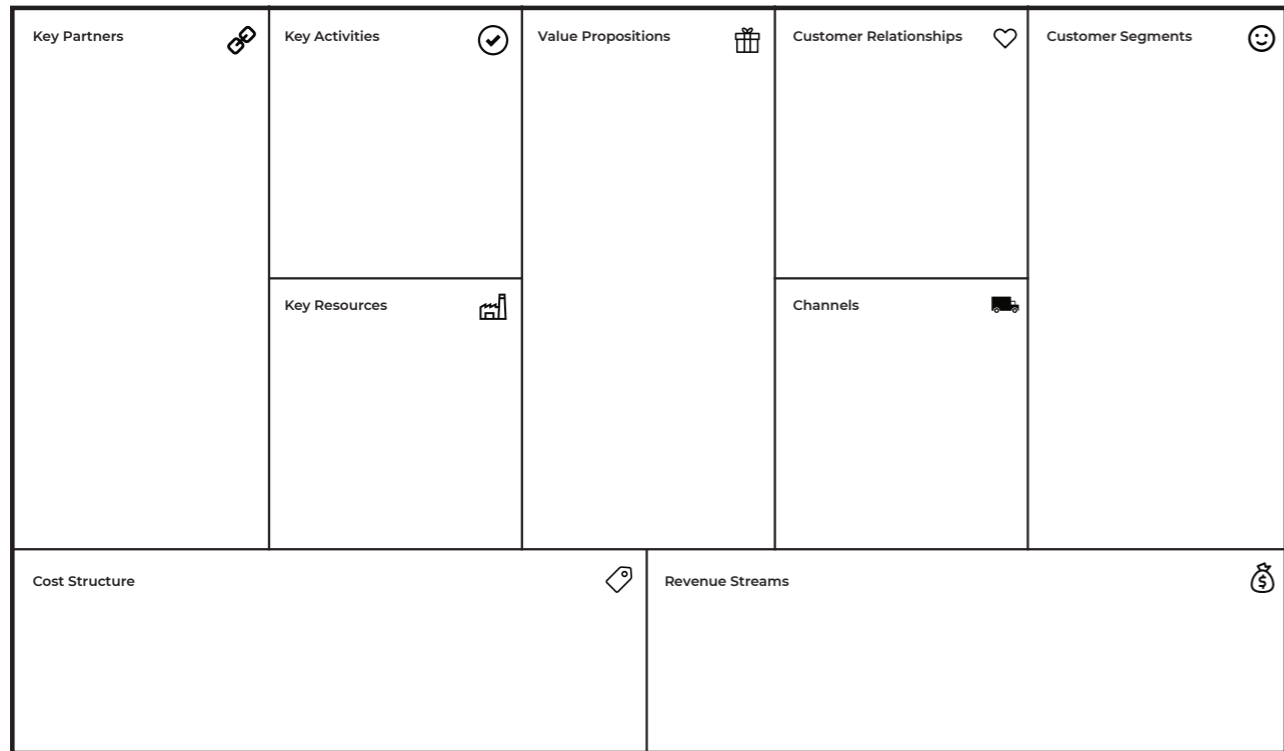 Key Partners
Key Activities
Value Propositions
Customer Relationships
Customer Segments
Key Resources
Channels
Cost Structure
Revenue Streams